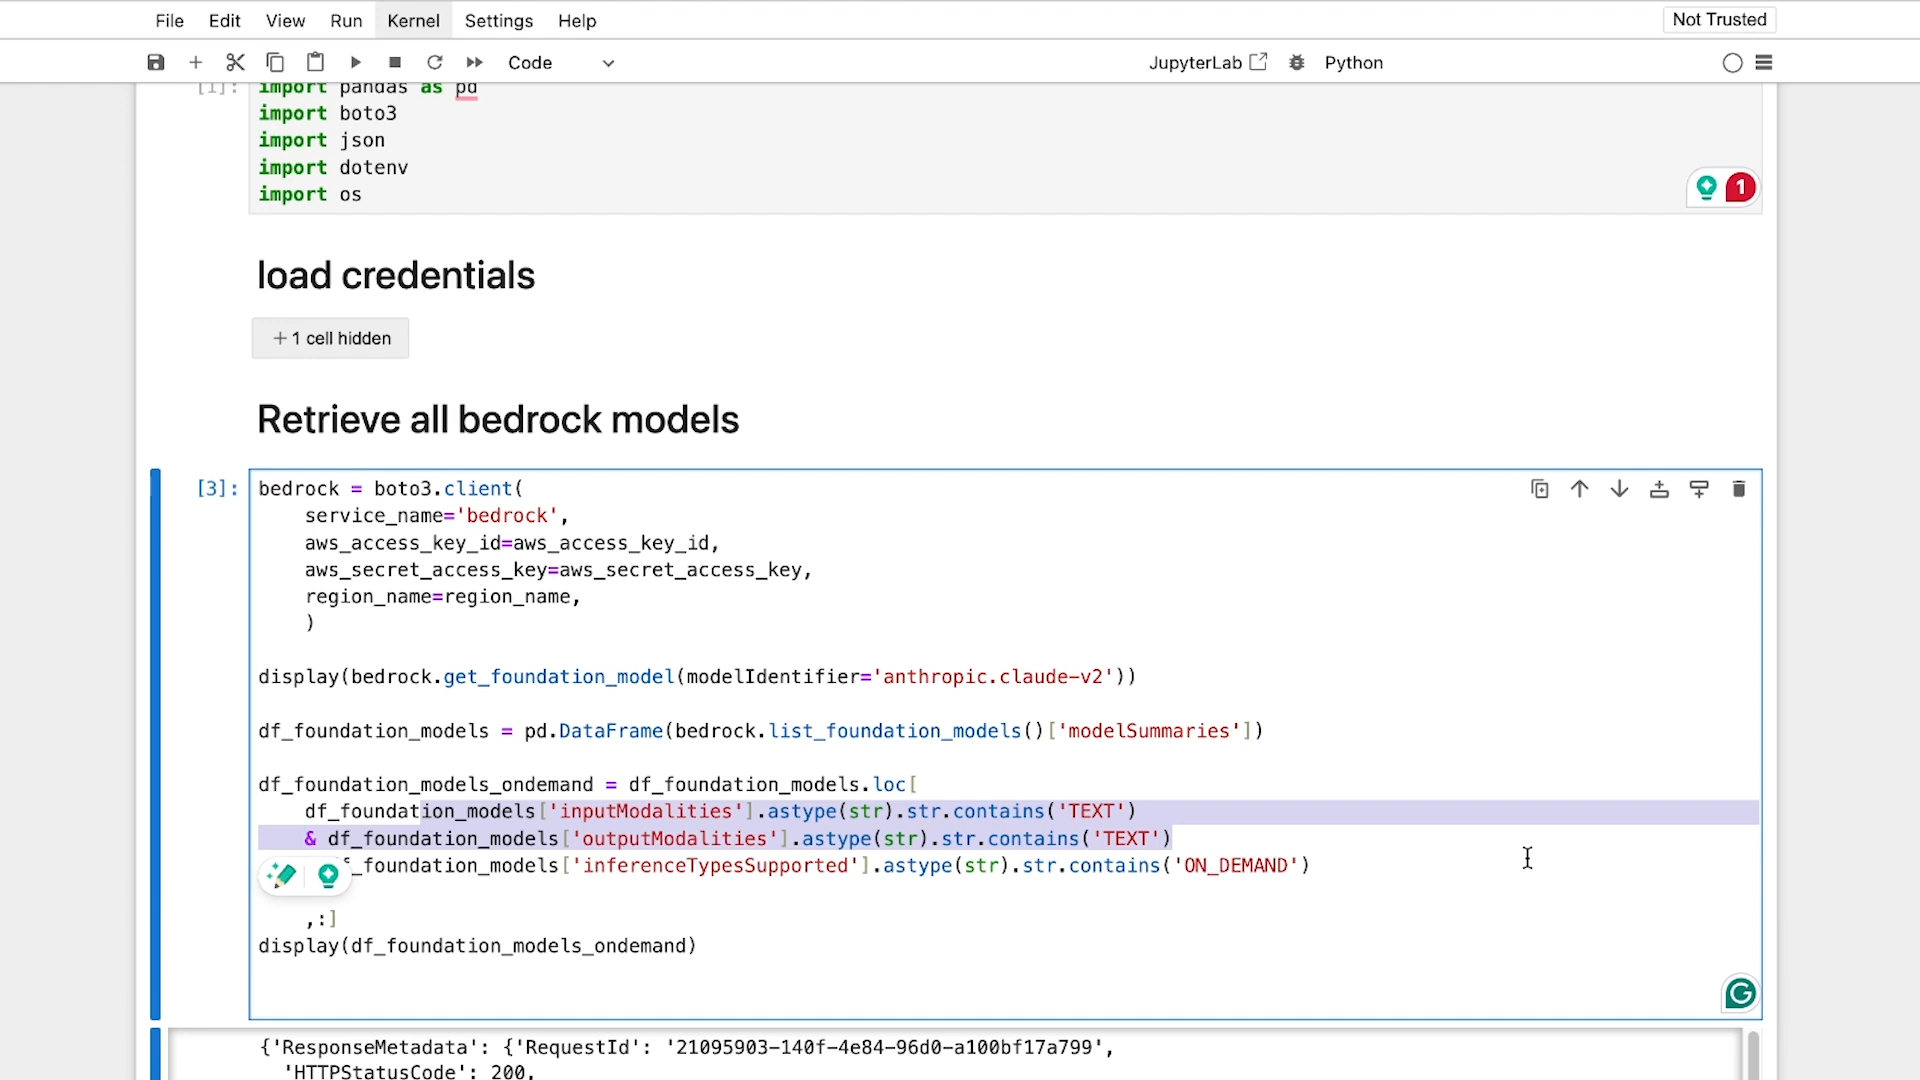 File Edit View Run Kernel Settings Help Not Trusted
Code JupyterLab Python
[1]: import pandas as pd
import boto3
import json
import dotenv
import os
1
load credentials
+ 1 cell hidden
Retrieve all bedrock models
[3]: bedrock = boto3.client(
service_name='bedrock',
aws_access_key_id=aws_access_key_id,
aws_secret_access_key=aws_secret_access_key,
region_name=region_name,
)
display(bedrock.get_foundation_model(modelIdentifier='anthropic.claude-v2'))
df_foundation_models = pd.DataFrame(bedrock.list_foundation_models()['modelSummaries'])
df_foundation_models_ondemand = df_foundation_models.loc[
df_foundation_models['inputModalities'].astype(str).str.contains('TEXT')
& df_foundation_models['outputModalities'].astype(str).str.contains('TEXT')
_foundation_models['inferenceTypesSupported'].astype(str).str.contains('ON_DEMAND')
,:]
display(df_foundation_models_ondemand)
{'ResponseMetadata': {'RequestId': '21095903-140f-4e84-96d0-a100bf17a799',
'HTTPStatusCode': 200,